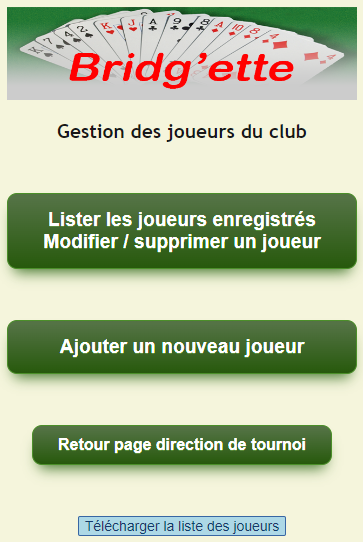 Bridg'ette
Gestion des joueurs du club
Lister les joueurs enregistrés
Modifier / supprimer un joueur
Ajouter un nouveau joueur
Retour page direction de tournoi
Télécharger la liste des joueurs